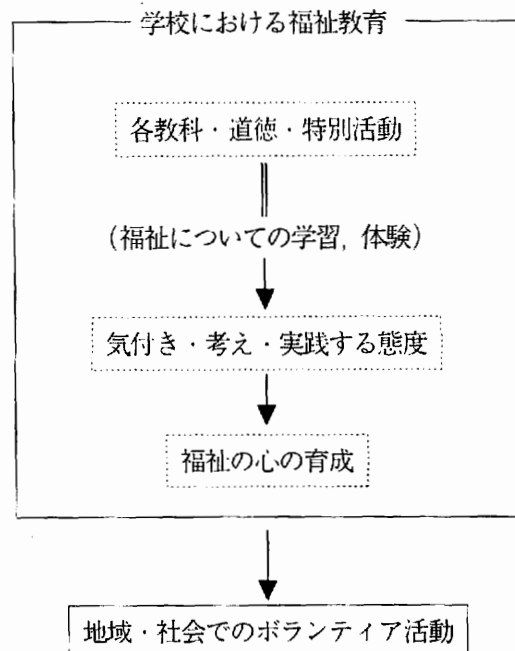 学校における福祉教育
各教科・道徳・特別活動
(福祉についての学習, 体験)
気付き・考え・実践する態度
福祉の心の育成
地域・社会でのボランティア活動